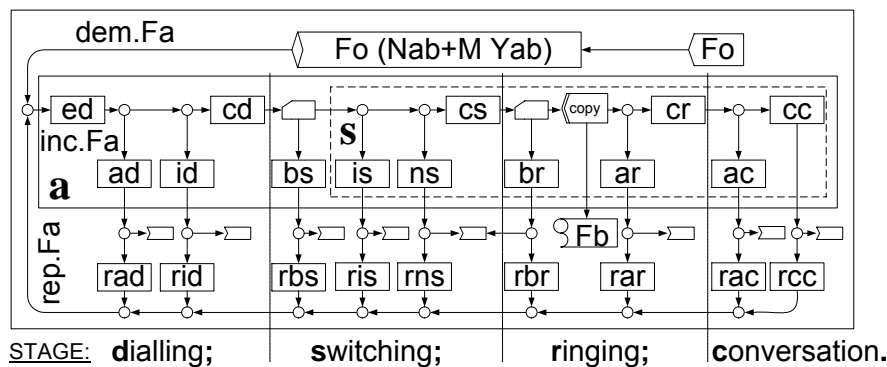 dem.Fa
Fo (Nab+M Yab)
Fo
ed
cd
s
cs
copy
cr
cc
inc.Fa
a
ad
id
bs
is
ns
br
ar
ac
Fb
rep.Fa
rad
rid
rbs
ris
rns
rbr
rar
rac
rcc
STAGE: dialling; switching; ringing; conversation.